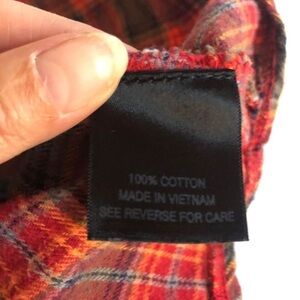 100% COTTON
MADE IN VIETNAM
SEE REVERSE FOR CARE